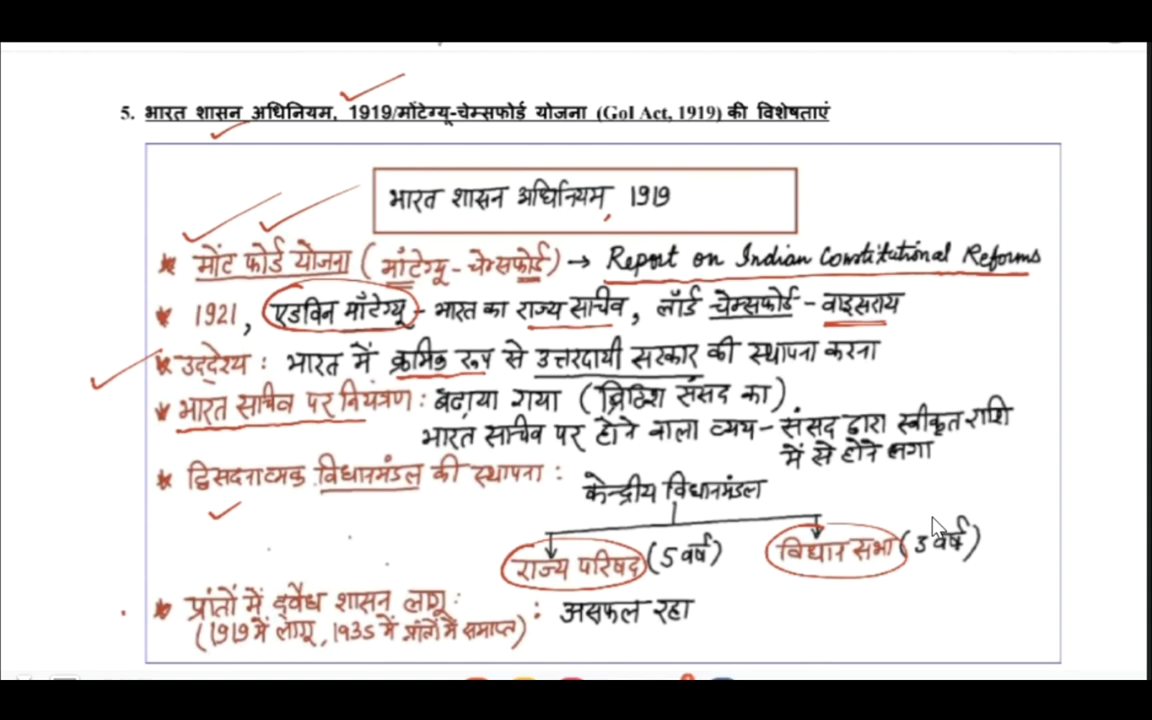 5. भारत शासन अधिनियम, 1919/मोंटेग्यू-चेम्सफोर्ड योजना (GoI Act, 1919) की विशेषताएं
भारत शासन अधिनियम, 1919
* मोंट फोर्ड योजना (मांटेग्यू - चेम्सफोर्ड) → Report on Indian Constitutional Reforms
* 1921, एडविन मॉंटेग्यू - भारत का राज्य सचिव, लॉर्ड चेम्सफोर्ड - वाइसराय
* उद्देश्य : भारत में क्रमिक रूप से उत्तरदायी सरकार की स्थापना करना
* भारत सचिव पर नियंत्रण : बढ़ाया गया (ब्रिटिश संसद का)
भारत सचिव पर होने वाला व्यय - संसद द्वारा स्वीकृत राशि
में से होने लगा
* द्विसदनात्मक विधानमंडल की स्थापना :
केन्द्रीय विधानमंडल
राज्य परिषद (5 वर्ष) विधान सभा (3 वर्ष)
* प्रांतों में द्वैध शासन लागू : : असफल रहा
(1919 में लागू, 1935 में प्रांतों में समाप्त)